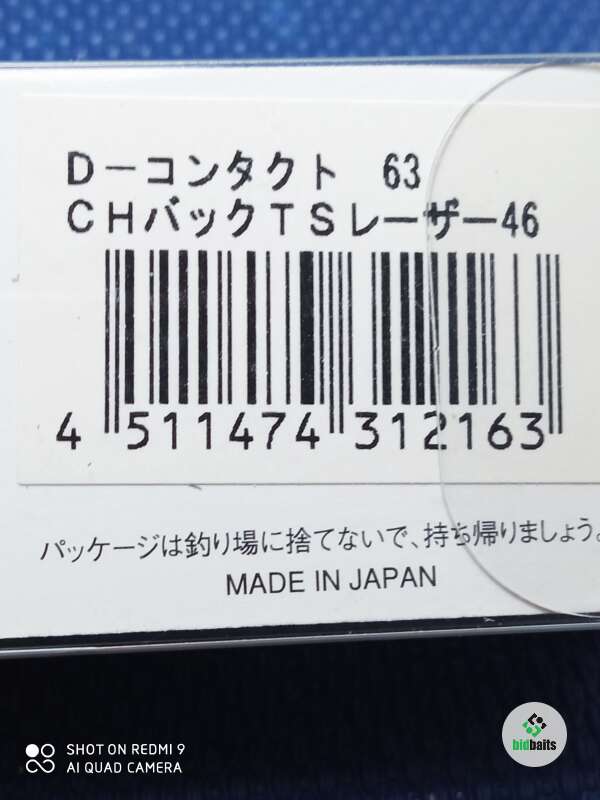 D－コンタクト　63
CHバックTSレーザー46
4 511474 312163
パッケージは釣り場に捨てないで、持ち帰りましょう。
MADE IN JAPAN
SHOT ON REDMI 9
AI QUAD CAMERA
bidbaits